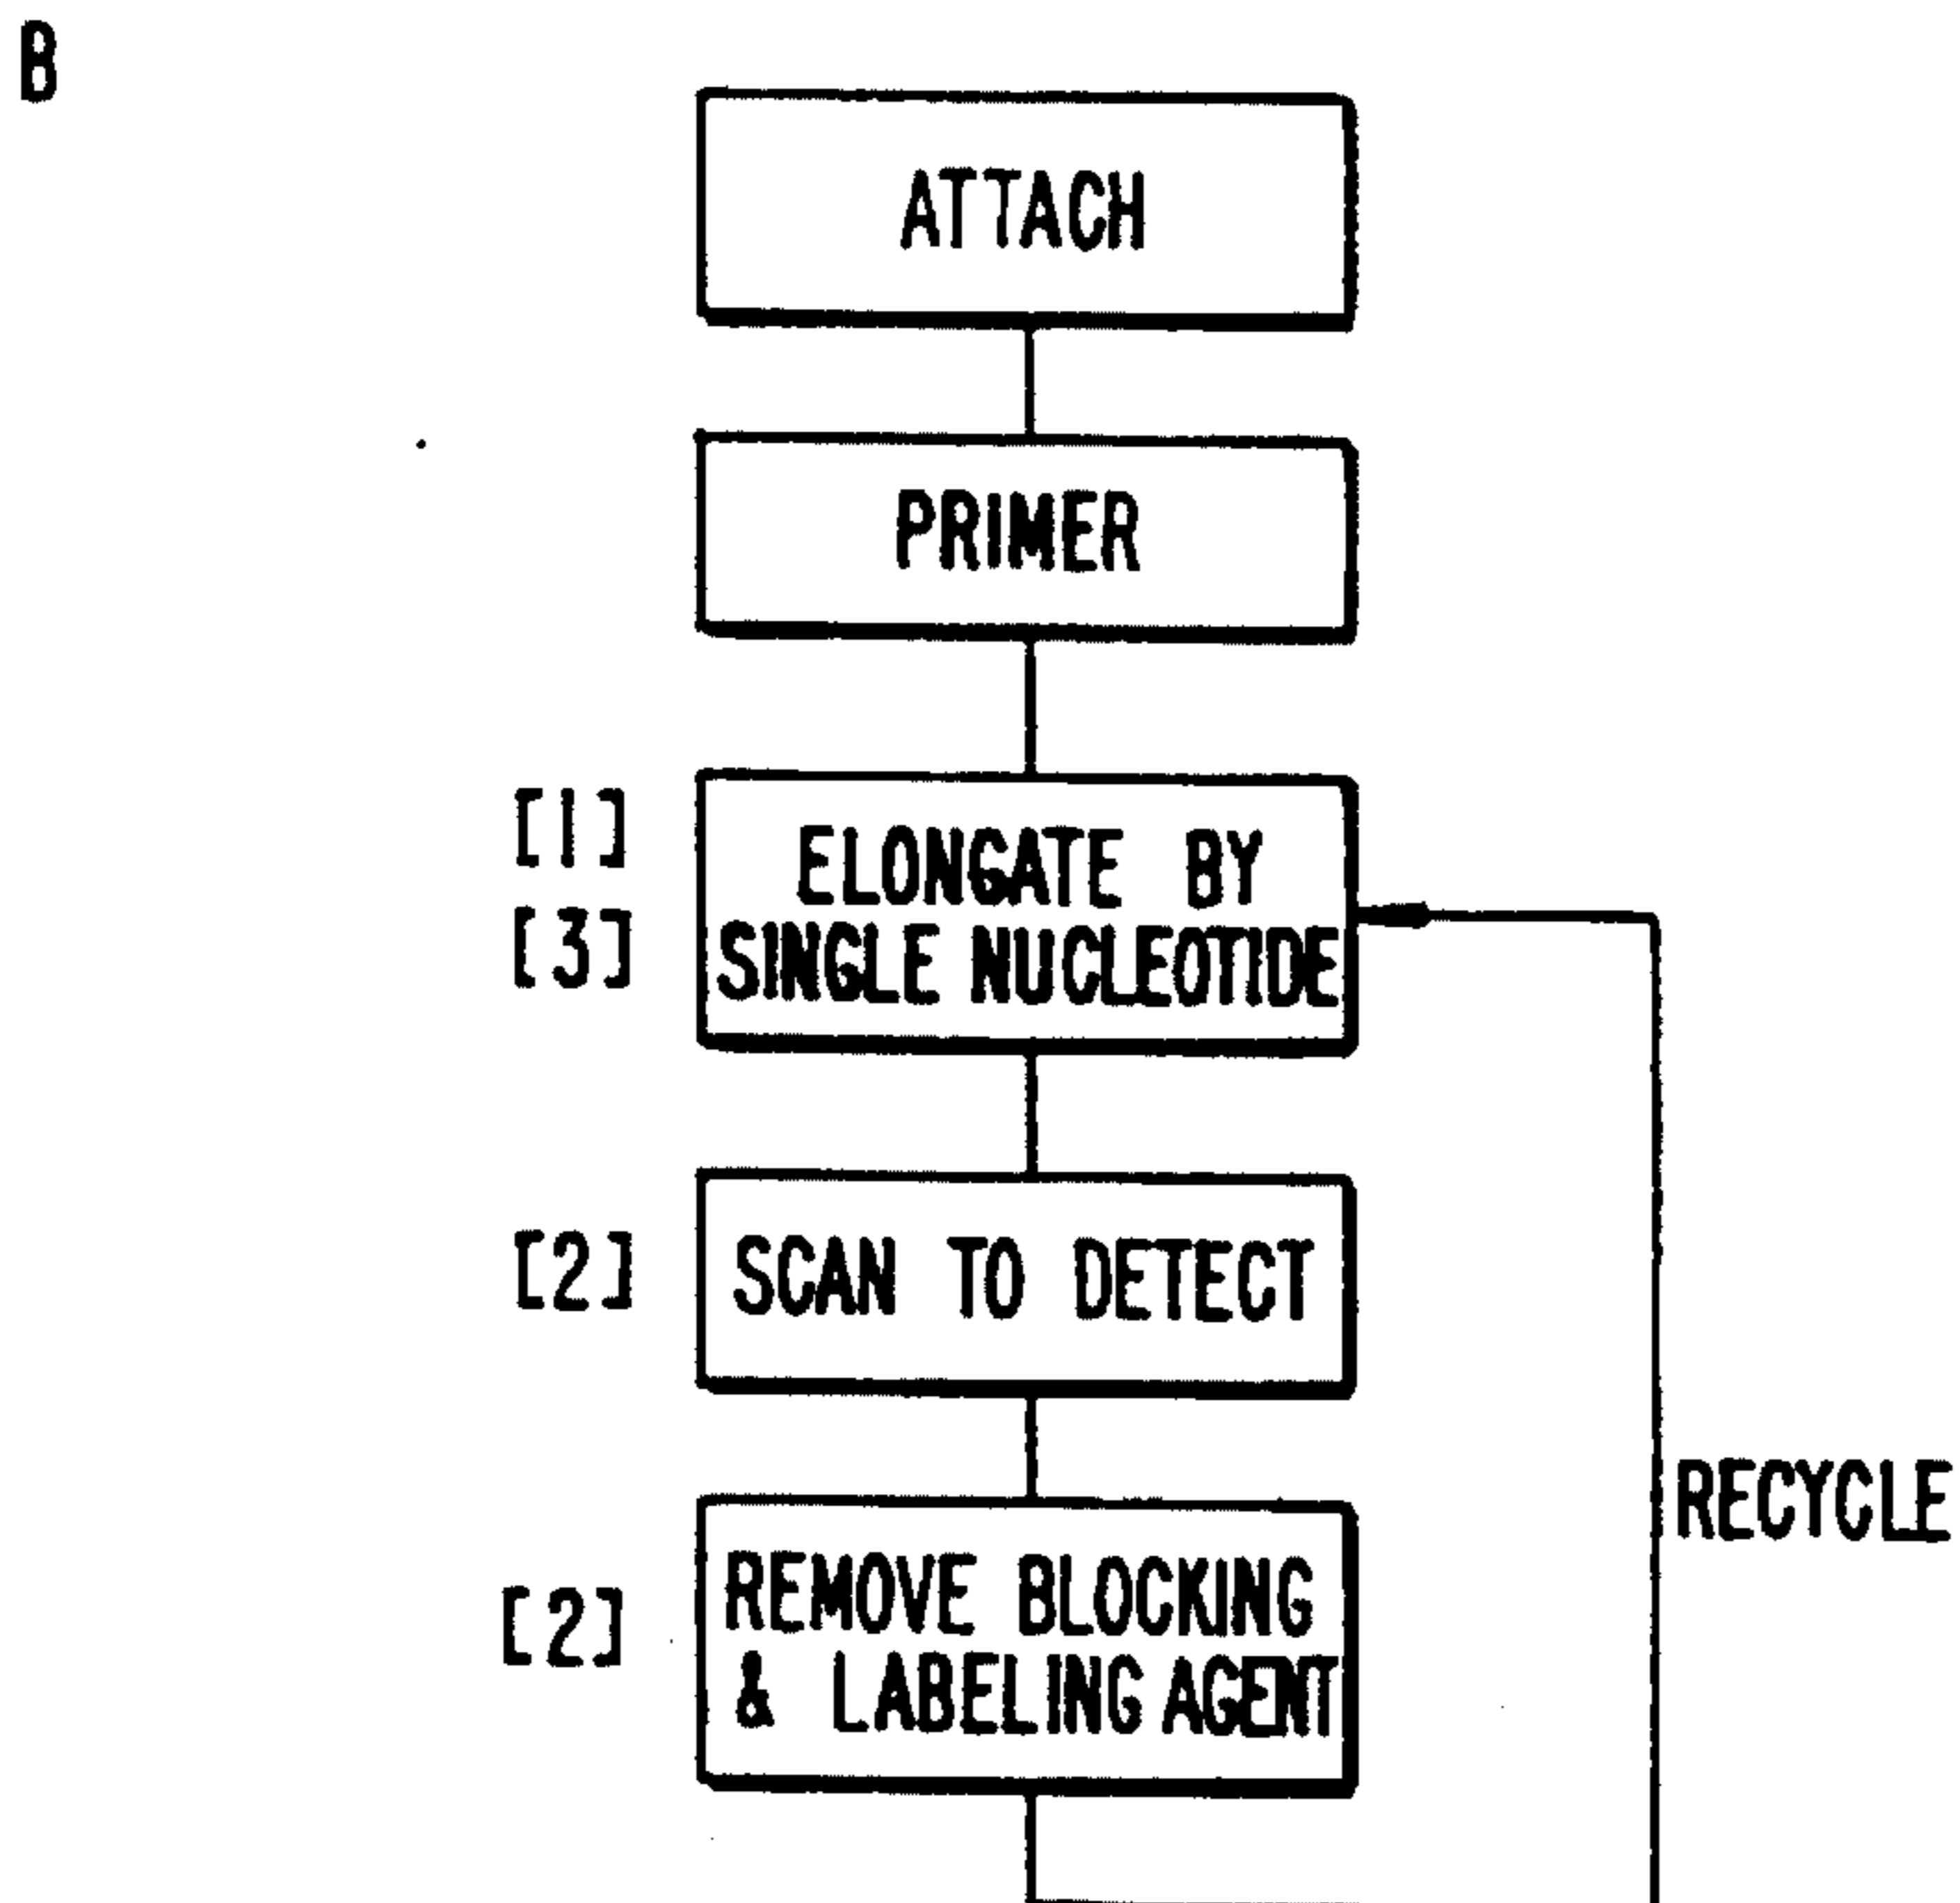 B
ATTACH
PRIMER
[1]
[3]
ELONGATE BY
SINGLE NUCLEOTIDE
[2]
SCAN TO DETECT
RECYCLE
[2]
REMOVE BLOCKING
& LABELING AGENT